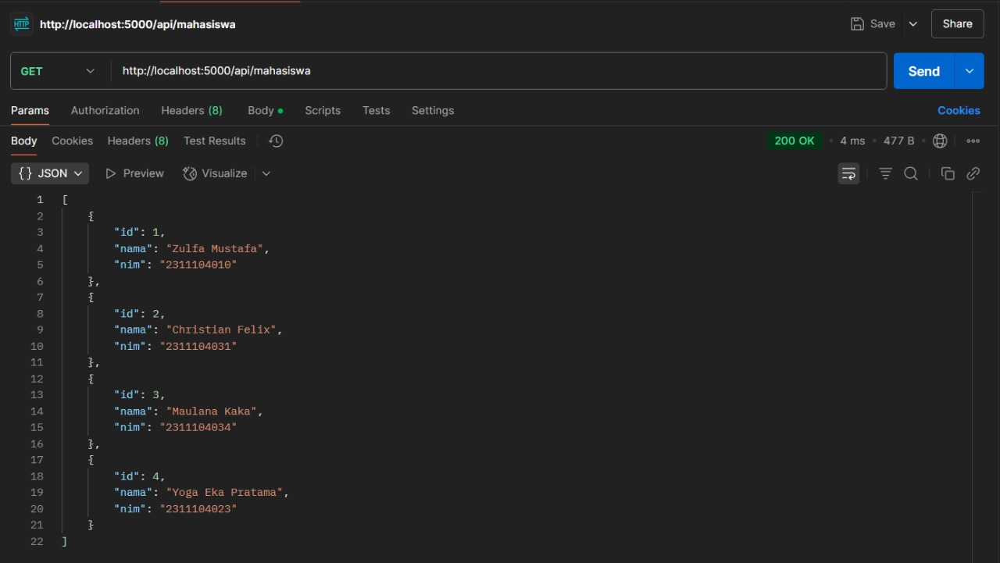 HTTP http://localhost:5000/api/mahasiswa Save Share
GET http://localhost:5000/api/mahasiswa Send
Params Authorization Headers (8) Body Scripts Tests Settings Cookies
Body Cookies Headers (8) Test Results 200 OK • 4 ms • 477 B •
{} JSON Preview Visualize
1 [
2 {
3 "id": 1,
4 "nama": "Zulfa Mustafa",
5 "nim": "2311104010"
6 },
7 {
8 "id": 2,
9 "nama": "Christian Felix",
10 "nim": "2311104031"
11 },
12 {
13 "id": 3,
14 "nama": "Maulana Kaka",
15 "nim": "2311104034"
16 },
17 {
18 "id": 4,
19 "nama": "Yoga Eka Pratama",
20 "nim": "2311104023"
21 }
22 ]